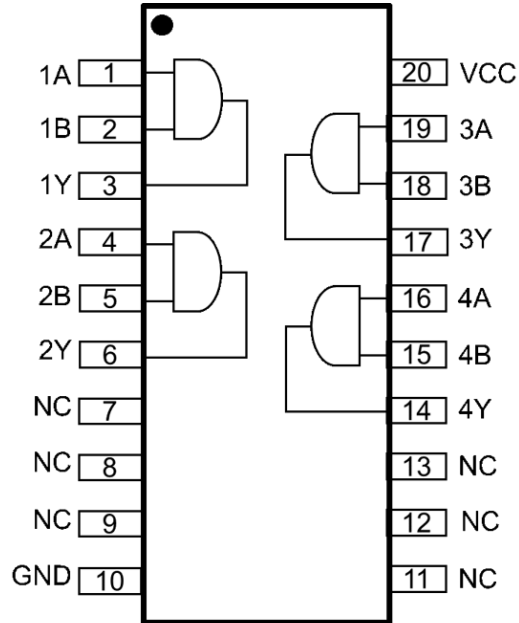 1A 1 20 VCC
1B 2 19 3A
1Y 3 18 3B
2A 4 17 3Y
2B 5 16 4A
2Y 6 15 4B
NC 7 14 4Y
NC 8 13 NC
NC 9 12 NC
GND 10 11 NC